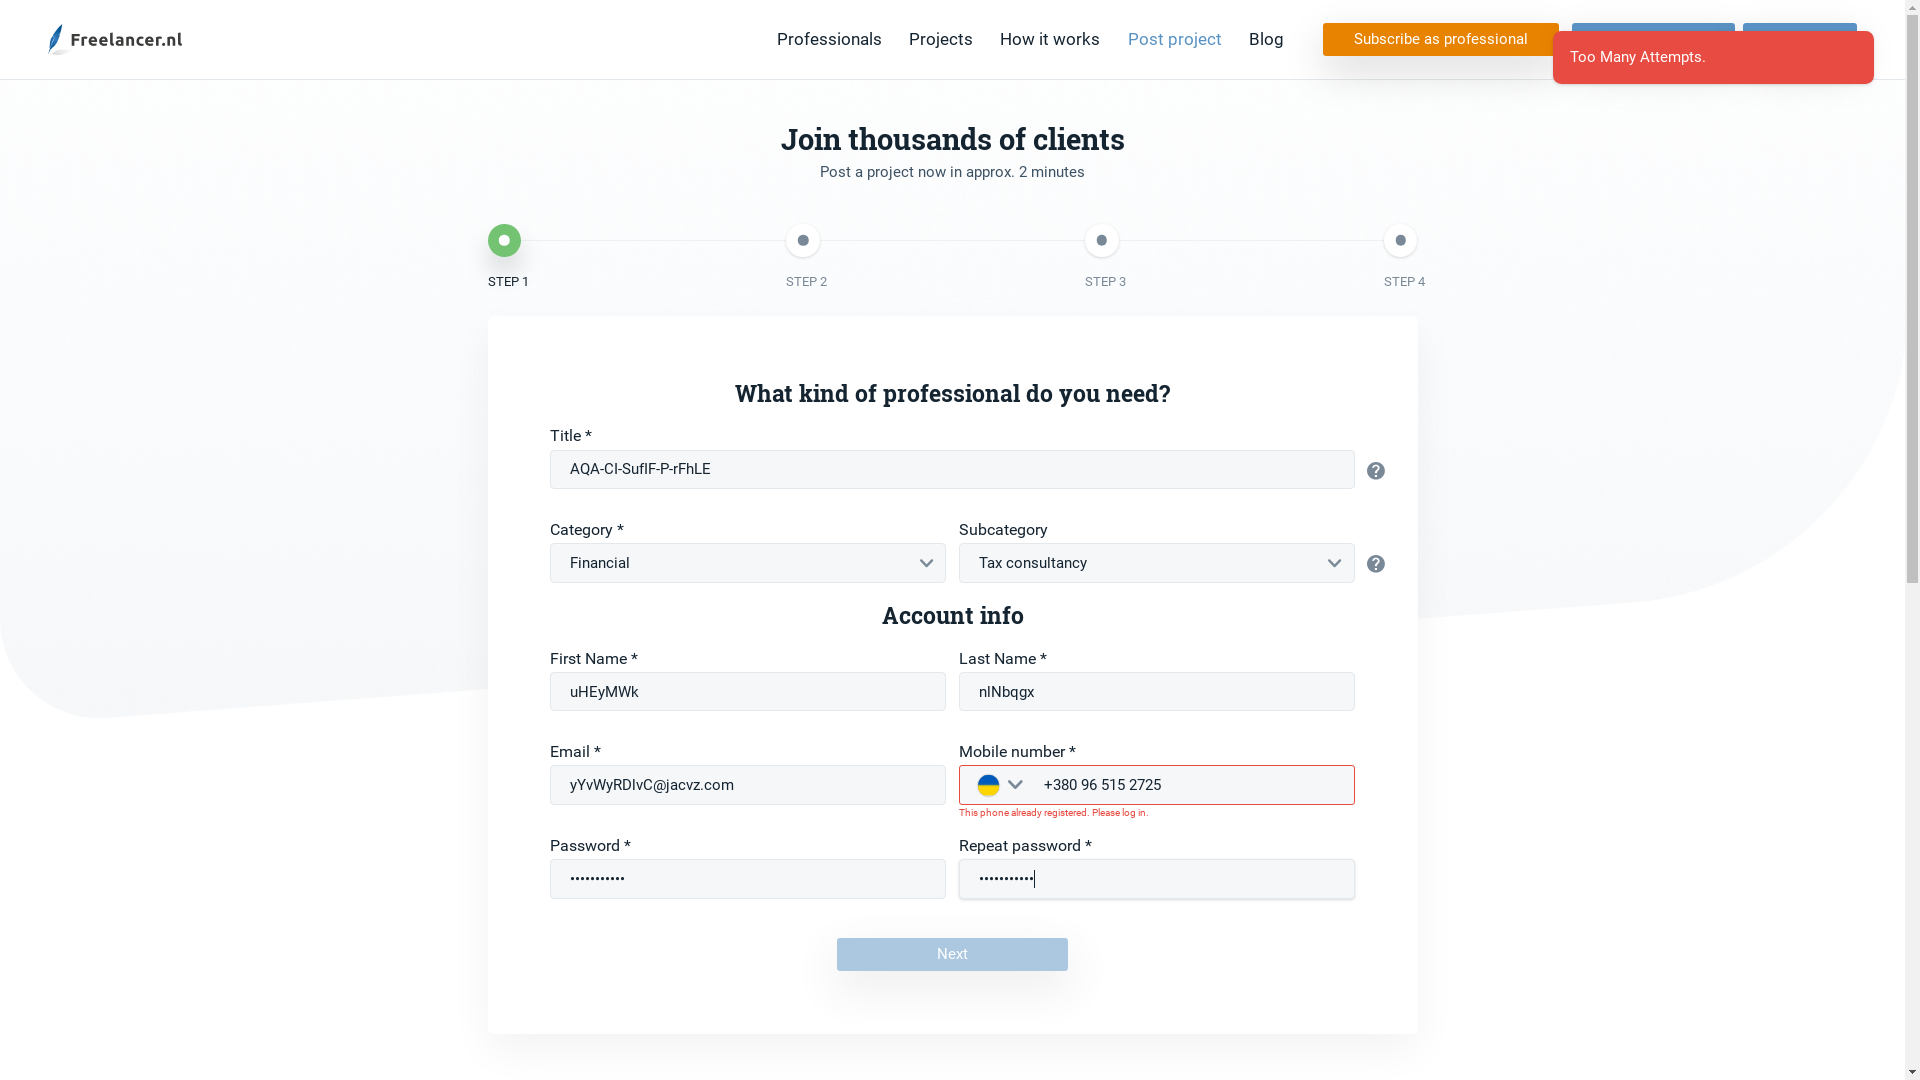 Freelancer.nl
Professionals
Projects
How it works
Post project
Blog
Subscribe as professional
Too Many Attempts.
Join thousands of clients
Post a project now in approx. 2 minutes
STEP 1
STEP 2
STEP 3
STEP 4
What kind of professional do you need?
Title *
AQA-CI-SuflF-P-rFhLE
Category *
Subcategory
Financial
Tax consultancy
Account info
First Name *
Last Name *
uHEyMWk
nlNbqgx
Email *
Mobile number *
yYvWyRDlvC@jacvz.com
+380 96 515 2725
This phone already registered. Please log in.
Password *
Repeat password *
•••••••••••
•••••••••••
Next